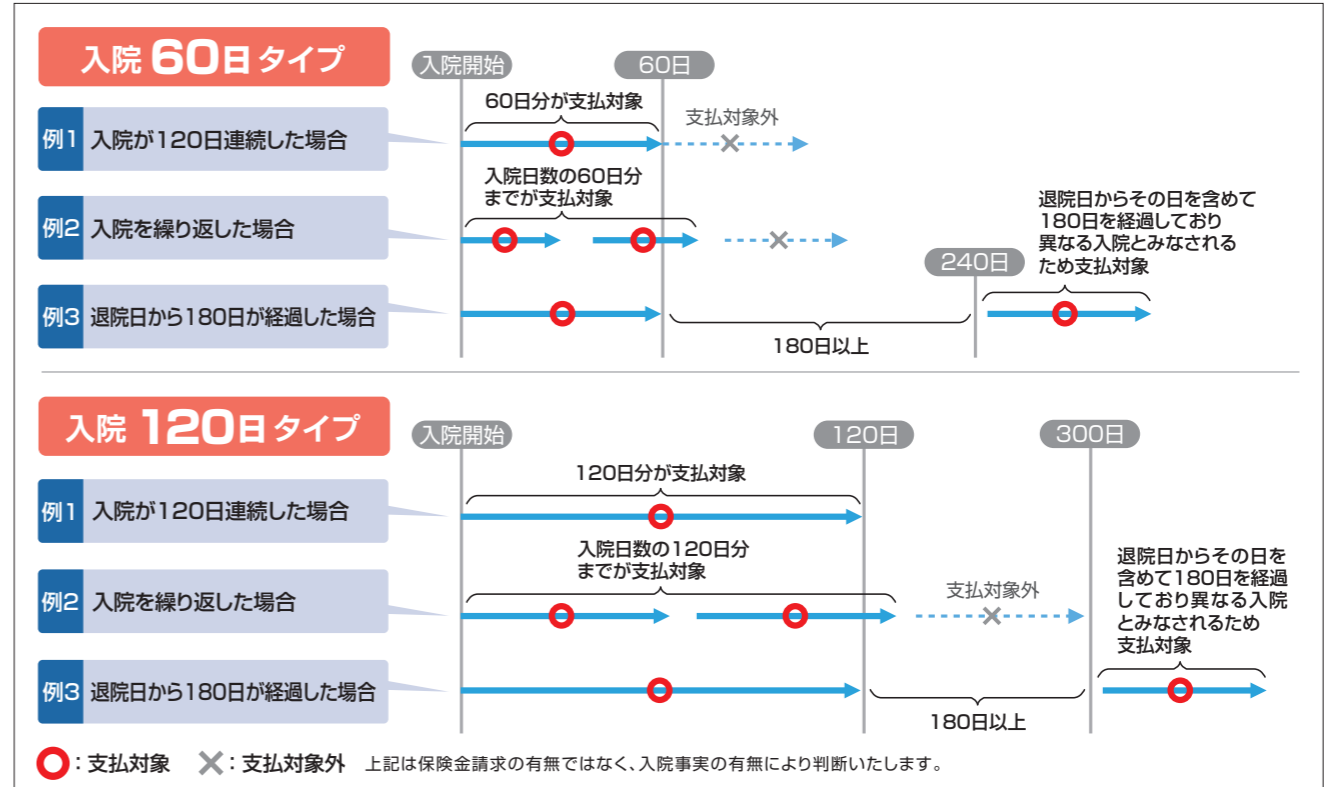 入院 60日 タイプ
入院開始
60日
例1 入院が120日連続した場合
60日分が支払対象
支払対象外
例2 入院を繰り返した場合
入院日数の60日分
までが支払対象
240日
退院日からその日を含めて
180日を経過しており
異なる入院とみなされる
ため支払対象
例3 退院日から180日が経過した場合
180日以上
入院 120日 タイプ
入院開始
120日
300日
例1 入院が120日連続した場合
120日分が支払対象
例2 入院を繰り返した場合
入院日数の120日分
までが支払対象
支払対象外
退院日からその日を
含めて180日を経過
しており異なる入院
とみなされるため
支払対象
例3 退院日から180日が経過した場合
180日以上
：支払対象 ：支払対象外 上記は保険金請求の有無ではなく、入院事実の有無により判断いたします。